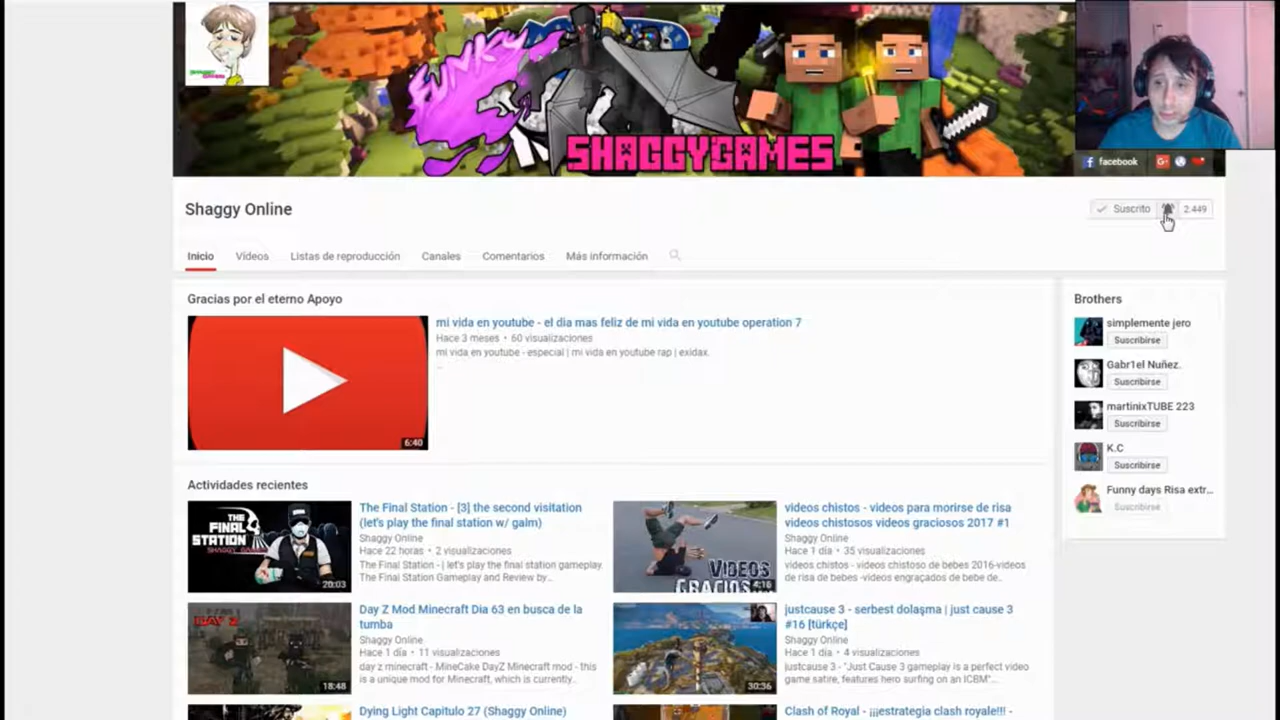 SHAGGYGAMES
facebook
Shaggy Online
Suscrito
2.449
Inicio
Vídeos
Listas de reproducción
Canales
Comentarios
Más información
Gracias por el eterno Apoyo
mi vida en youtube - el dia mas feliz de mi vida en youtube operation 7
Hace 3 meses • 60 visualizaciones
mi vida en youtube - especial | mi vida en youtube rap | exidax.
..
6:40
Brothers
simplemente jero
Suscribirse
Gabr1el Nuñez.
Suscribirse
martinixTUBE 223
Suscribirse
K.C
Suscribirse
Funny days Risa extr...
Suscribirse
Actividades recientes
THE FINAL STATION
SHAGGY GAMES
20:03
The Final Station - [3] the second visitation
(let's play the final station w/ galm)
Shaggy Online
Hace 22 horas • 2 visualizaciones
The Final Station - | let's play the final station gameplay.
The Final Station Gameplay and Review by...
VIDEOS
GRACIOS
4:16
videos chistos - videos para morirse de risa
videos chistosos videos graciosos 2017 #1
Shaggy Online
Hace 1 día • 35 visualizaciones
videos chistos - videos chistoso de bebes 2016-videos
de risa de bebes -videos engraçados de bebe de...
DAY Z
18:48
Day Z Mod Minecraft Dia 63 en busca de la
tumba
Shaggy Online
Hace 1 día • 11 visualizaciones
day z minecraft - MineCake DayZ Minecraft mod - this
is a unique mod for Minecraft, which is currently...
30:36
justcause 3 - serbest dolaşma | just cause 3
#16 [türkçe]
Shaggy Online
Hace 1 día • 4 visualizaciones
justcause 3 - "Just Cause 3 gameplay is a perfect video
game satire, features hero surfing on an ICBM"...
Dying Light Capitulo 27 (Shaggy Online)
Clash of Royal - ¡¡¡estrategia clash royale!!! -